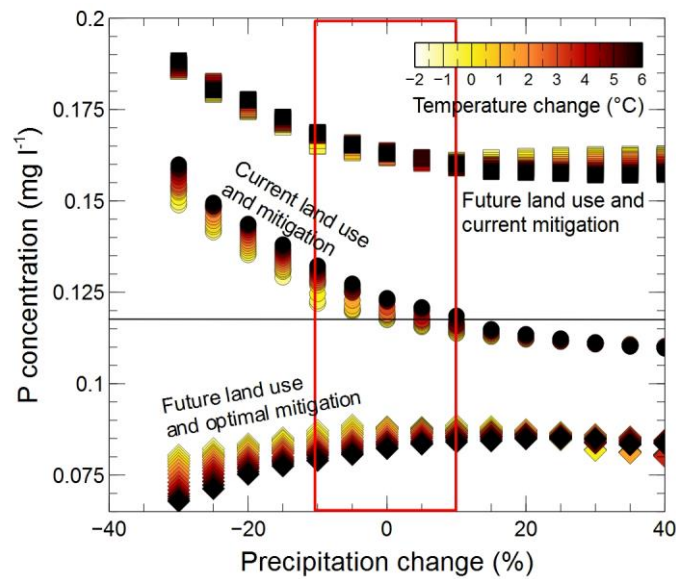 0.2
0.175
0.15
0.125
0.1
0.075
P concentration (mg l⁻¹)
−2 −1 0 1 2 3 4 5 6
Temperature change (°C)
Current land use
and mitigation
Future land use and
current mitigation
Future land use
and optimal mitigation
−40 −20 0 20 40
Precipitation change (%)